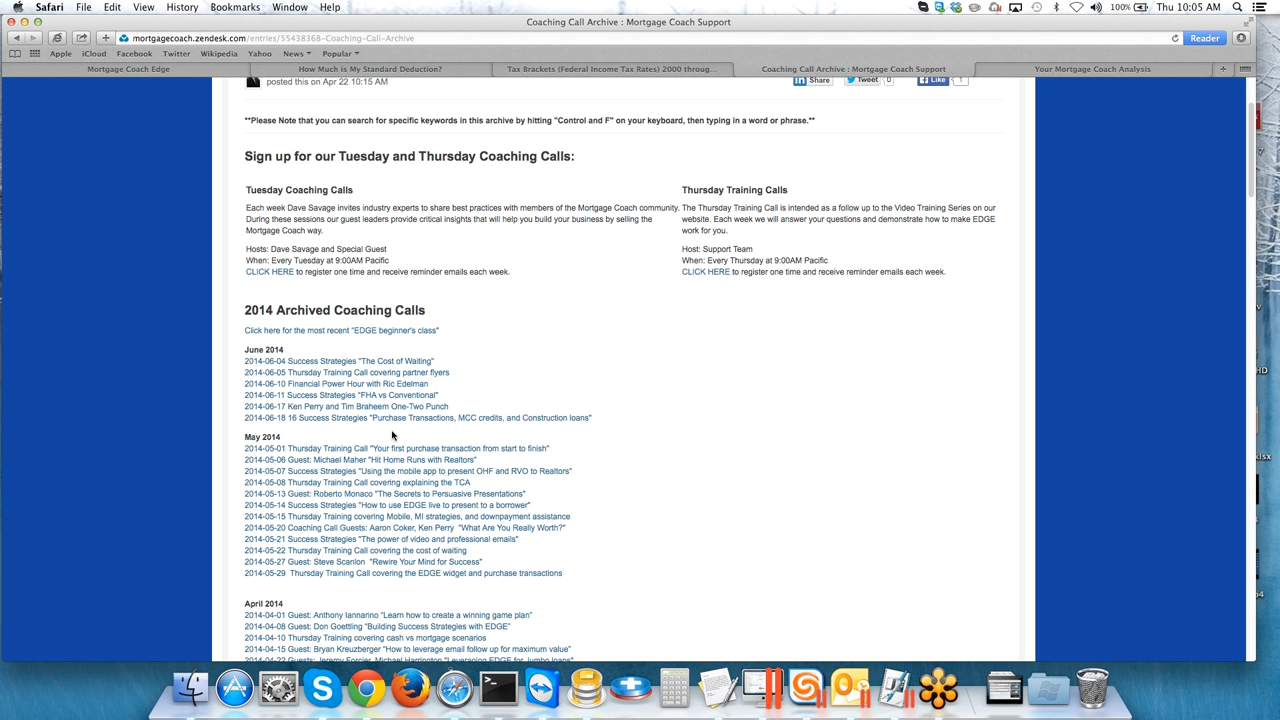 Safari File Edit View History Bookmarks Window Help 100% Thu 10:05 AM
Coaching Call Archive : Mortgage Coach Support
mortgagecoach.zendesk.com/entries/55438368-Coaching-Call-Archive Reader
Apple iCloud Facebook Twitter Wikipedia Yahoo News Popular
Mortgage Coach Edge How Much is My Standard Deduction? Tax Brackets (Federal Income Tax Rates) 2000 throug... Coaching Call Archive : Mortgage Coach Support Your Mortgage Coach Analysis
posted this on Apr 22 10:15 AM in Share Tweet 0 Like 1
**Please Note that you can search for specific keywords in this archive by hitting "Control and F" on your keyboard, then typing in a word or phrase.**
Sign up for our Tuesday and Thursday Coaching Calls:
Tuesday Coaching Calls
Each week Dave Savage invites industry experts to share best practices with members of the Mortgage Coach community.
During these sessions our guest leaders provide critical insights that will help you build your business by selling the
Mortgage Coach way.
Hosts: Dave Savage and Special Guest
When: Every Tuesday at 9:00AM Pacific
CLICK HERE to register one time and receive reminder emails each week.
Thursday Training Calls
The Thursday Training Call is intended as a follow up to the Video Training Series on our
website. Each week we will answer your questions and demonstrate how to make EDGE
work for you.
Host: Support Team
When: Every Thursday at 9:00AM Pacific
CLICK HERE to register one time and receive reminder emails each week.
2014 Archived Coaching Calls
Click here for the most recent "EDGE beginner's class"
June 2014
2014-06-04 Success Strategies "The Cost of Waiting"
2014-06-05 Thursday Training Call covering partner flyers
2014-06-10 Financial Power Hour with Ric Edelman
2014-06-11 Success Strategies "FHA vs Conventional"
2014-06-17 Ken Perry and Tim Braheem One-Two Punch
2014-06-18 16 Success Strategies "Purchase Transactions, MCC credits, and Construction loans"
May 2014
2014-05-01 Thursday Training Call "Your first purchase transaction from start to finish"
2014-05-06 Guest: Michael Maher "Hit Home Runs with Realtors"
2014-05-07 Success Strategies "Using the mobile app to present OHF and RVO to Realtors"
2014-05-08 Thursday Training Call covering explaining the TCA
2014-05-13 Guest: Roberto Monaco "The Secrets to Persuasive Presentations"
2014-05-14 Success Strategies "How to use EDGE live to present to a borrower"
2014-05-15 Thursday Training covering Mobile, MI strategies, and downpayment assistance
2014-05-20 Coaching Call Guests: Aaron Coker, Ken Perry "What Are You Really Worth?"
2014-05-21 Success Strategies "The power of video and professional emails"
2014-05-22 Thursday Training Call covering the cost of waiting
2014-05-27 Guest: Steve Scanlon "Rewire Your Mind for Success"
2014-05-29 Thursday Training Call covering the EDGE widget and purchase transactions
April 2014
2014-04-01 Guest: Anthony Iannarino "Learn how to create a winning game plan"
2014-04-08 Guest: Don Goettling "Building Success Strategies with EDGE"
2014-04-10 Thursday Training covering cash vs mortgage scenarios
2014-04-15 Guest: Bryan Kreuzberger "How to leverage email follow up for maximum value"
2014-04-22 Guests: Jeremy Forcier, Michael Harrington "Leveraging EDGE for Jumbo loans"